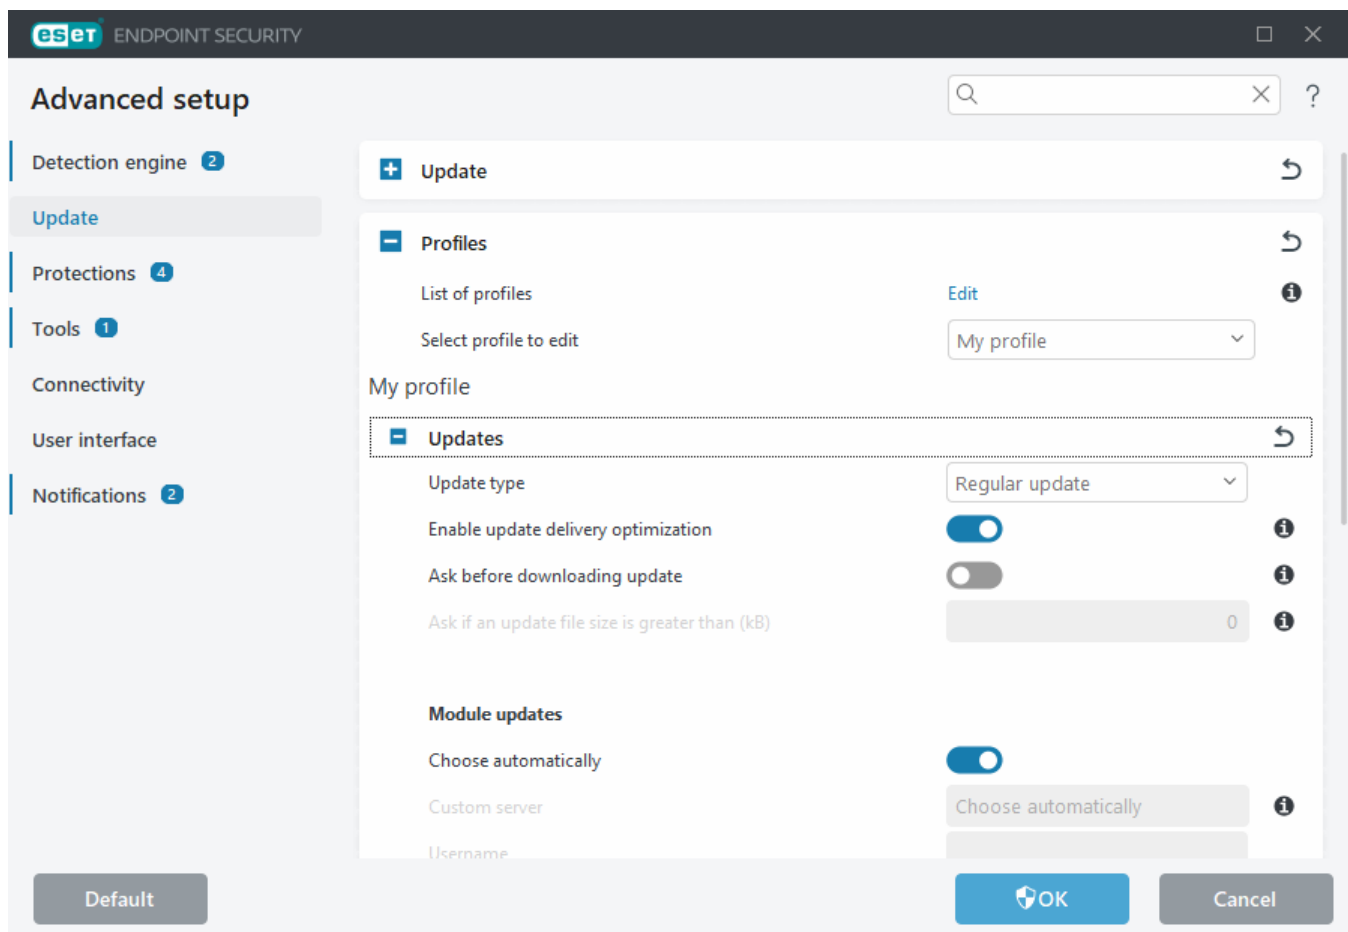 eset ENDPOINT SECURITY
Advanced setup
?
Detection engine 2
Update
Protections 4
Tools 1
Connectivity
User interface
Notifications 2
Update
Profiles
List of profiles Edit
Select profile to edit My profile
My profile
Updates
Update type Regular update
Enable update delivery optimization
Ask before downloading update
Ask if an update file size is greater than (kB) 0
Module updates
Choose automatically
Custom server Choose automatically
Username
Default OK Cancel